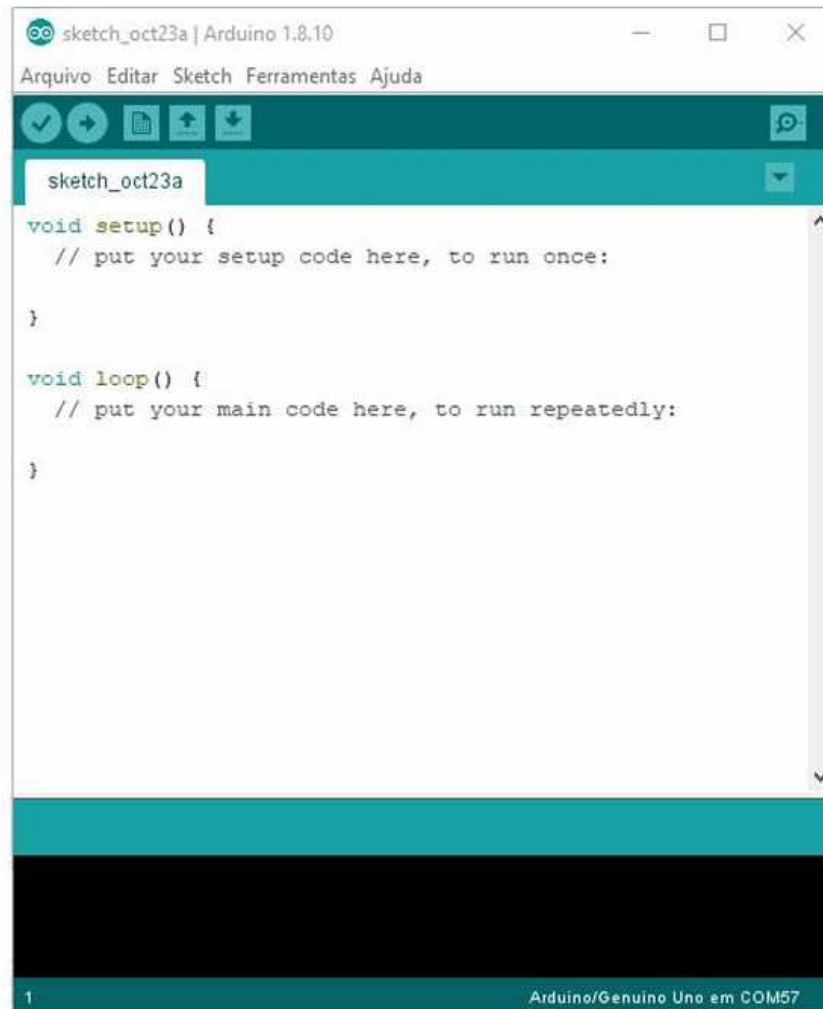 sketch_oct23a | Arduino 1.8.10
Arquivo Editar Sketch Ferramentas Ajuda
sketch_oct23a
void setup() {
  // put your setup code here, to run once:
}
void loop() {
  // put your main code here, to run repeatedly:
}
1 Arduino/Genuino Uno em COM57